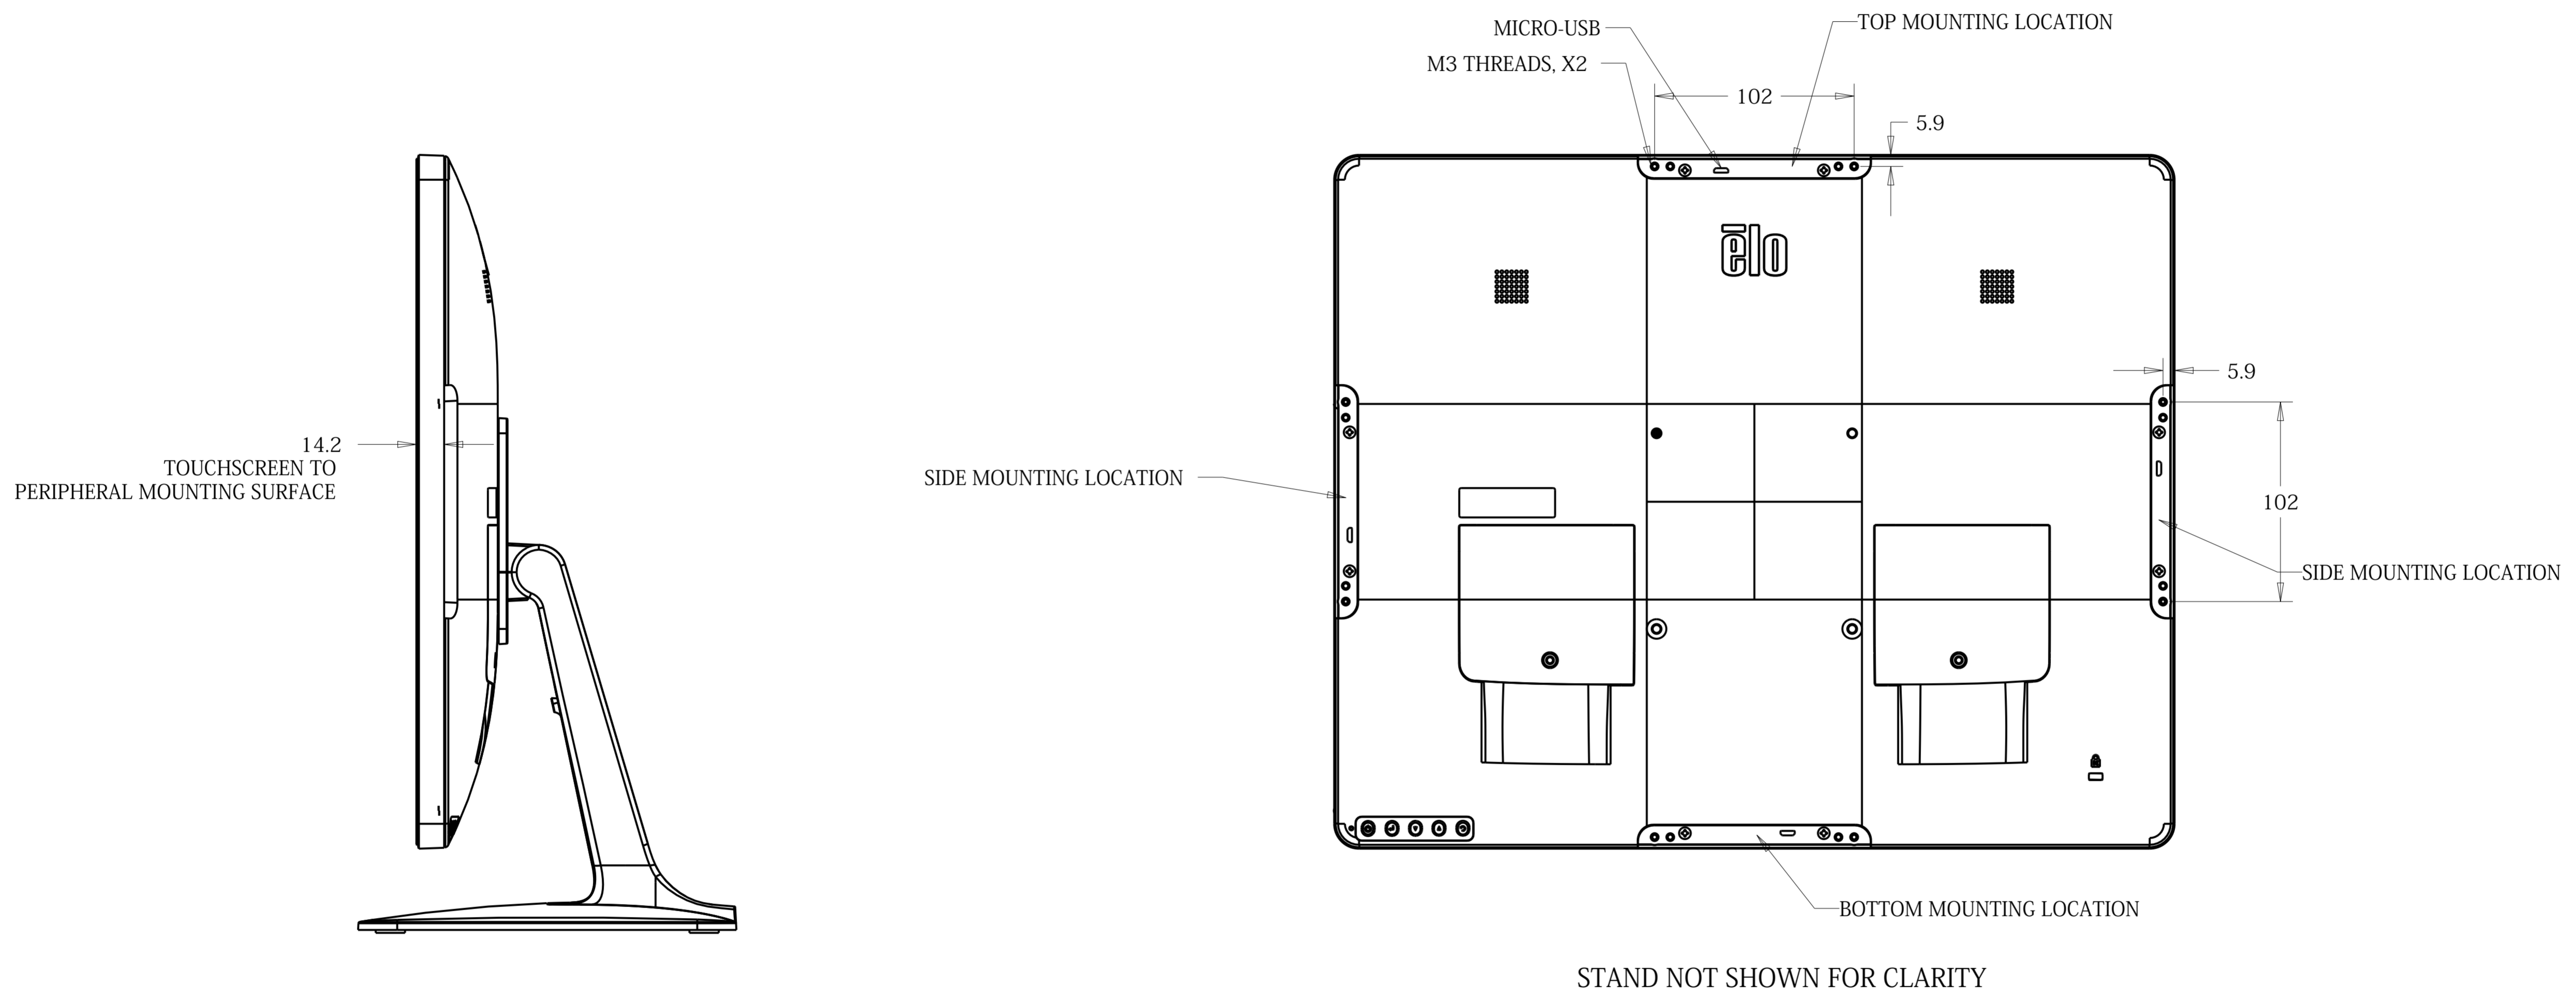 MICRO-USB
TOP MOUNTING LOCATION
M3 THREADS, X2
102
5.9
ēlo
5.9
14.2
TOUCHSCREEN TO
PERIPHERAL MOUNTING SURFACE
SIDE MOUNTING LOCATION
102
SIDE MOUNTING LOCATION
BOTTOM MOUNTING LOCATION
STAND NOT SHOWN FOR CLARITY